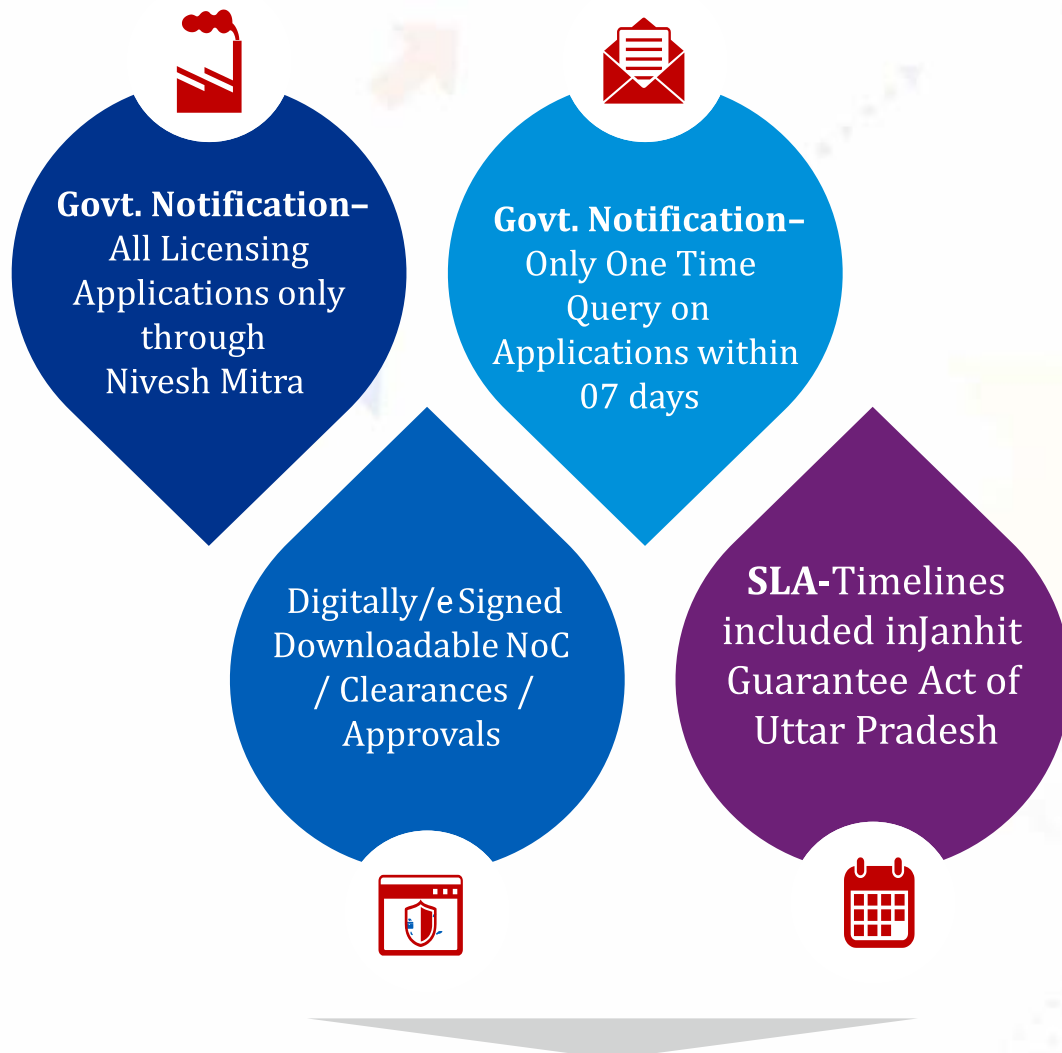 Govt. Notification–
All Licensing
Applications only
through
Nivesh Mitra
Govt. Notification–
Only One Time
Query on
Applications within
07 days
Digitally/e Signed
Downloadable NoC
/ Clearances /
Approvals
SLA-Timelines
included inJanhit
Guarantee Act of
Uttar Pradesh